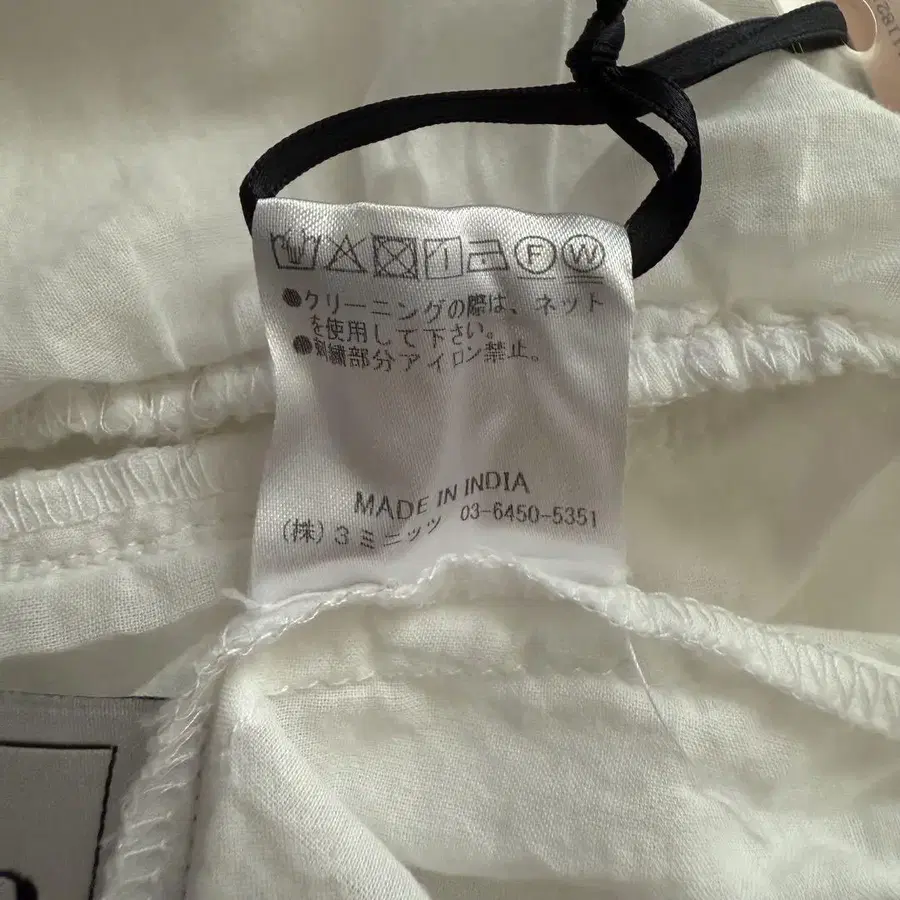 Ⓕ Ⓦ
●クリーニングの際は、ネット
を使用して下さい。
●刺繍部分アイロン禁止。
MADE IN INDIA
(株)3ミニッツ 03-6450-5351